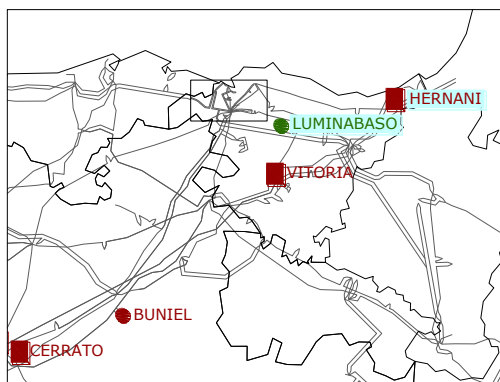 HERNANI
LUMINABASO
VITORIA
BUNIEL
CERRATO